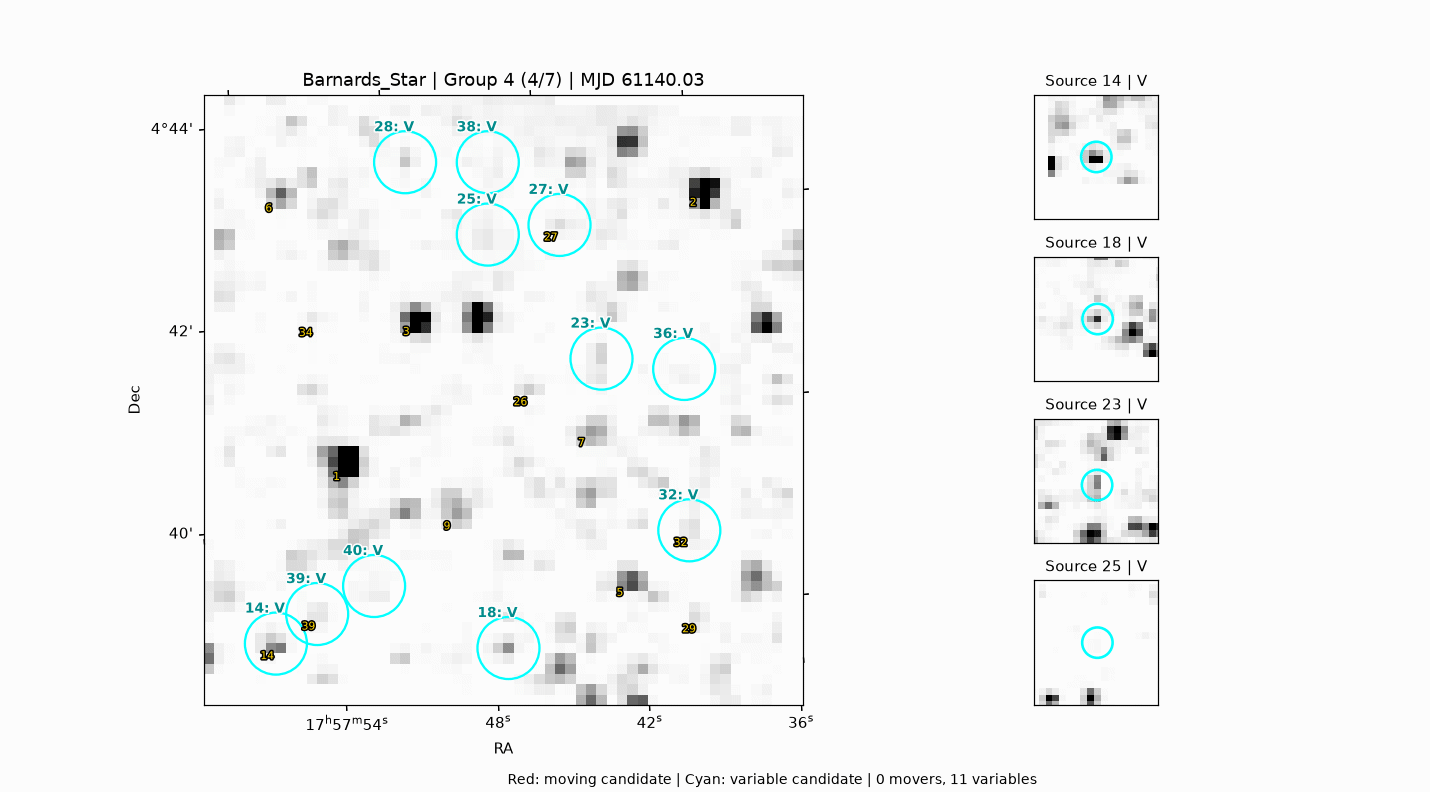 Barnards_Star | Group 4 (4/7) | MJD 61140.03
Source 14 | V
4°44'
28: V
38: V
27: V
25: V
6
2
27
Source 18 | V
42'
34
3
23: V
36: V
26
7
Source 23 | V
1
32: V
9
40'
32
40: V
39: V
5
Source 25 | V
14: V
18: V
39
29
14
17ʰ57ᵐ54ˢ
48ˢ
42ˢ
36ˢ
RA
Dec
Red: moving candidate | Cyan: variable candidate | 0 movers, 11 variables